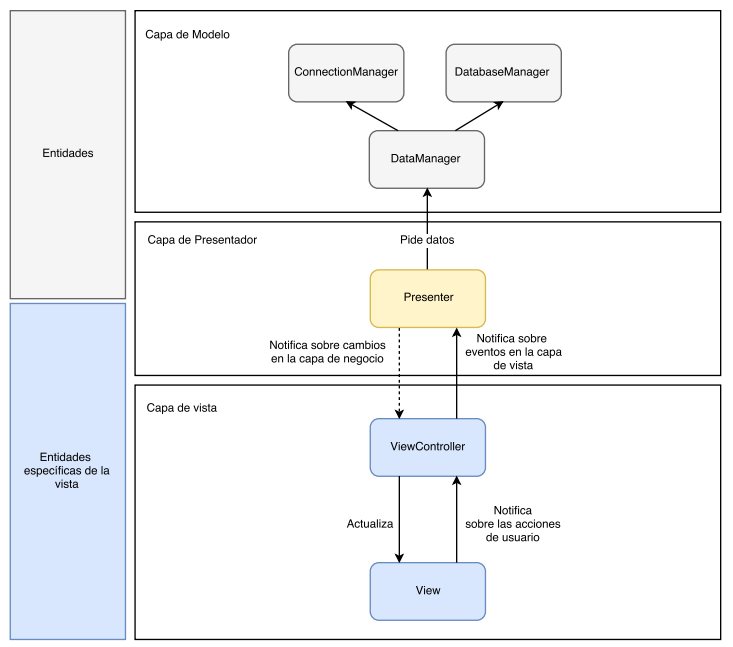 Capa de Modelo
ConnectionManager
DatabaseManager
Entidades
DataManager
Capa de Presentador
Pide datos
Presenter
Notifica sobre cambios
en la capa de negocio
Notifica sobre
eventos en la capa
de vista
Capa de vista
ViewController
Entidades
específicas de la
vista
Actualiza
Notifica
sobre las acciones
de usuario
View